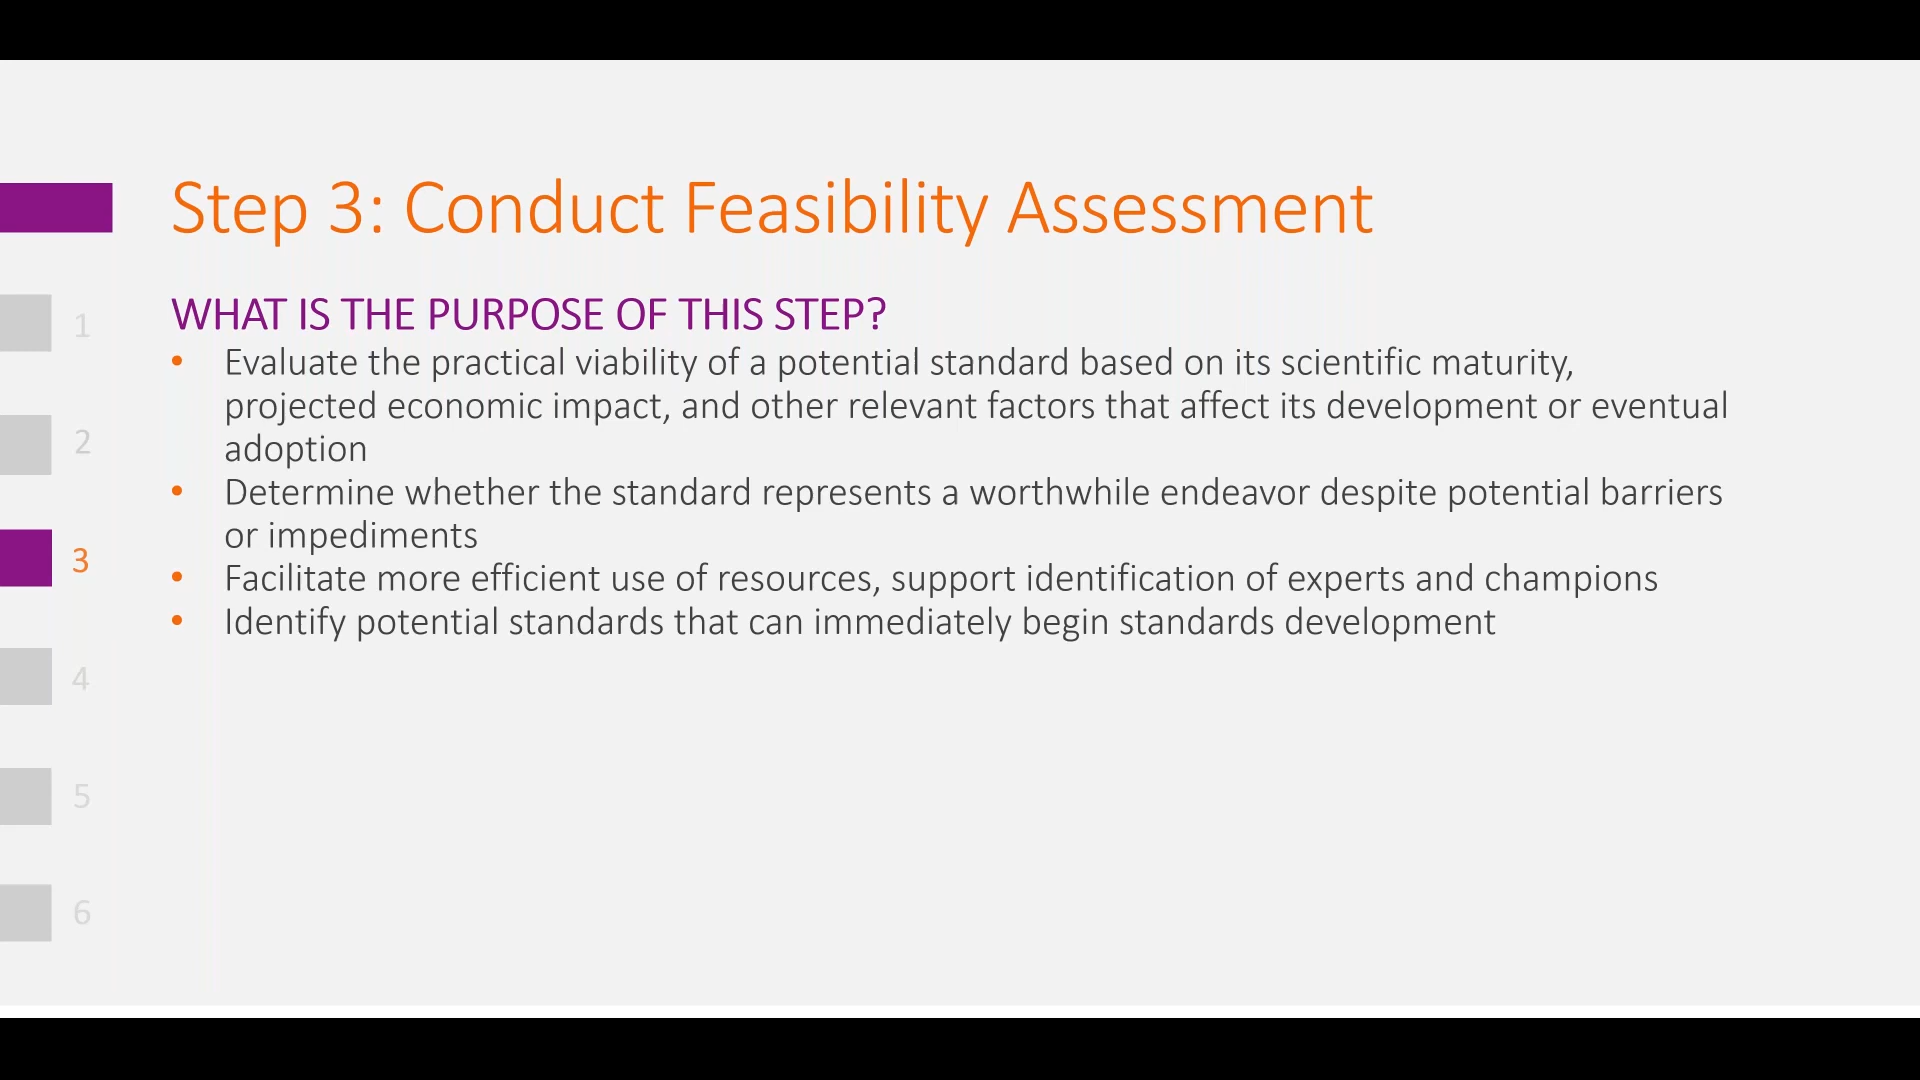 Step 3: Conduct Feasibility Assessment
WHAT IS THE PURPOSE OF THIS STEP?
• Evaluate the practical viability of a potential standard based on its scientific maturity,
projected economic impact, and other relevant factors that affect its development or eventual
adoption
• Determine whether the standard represents a worthwhile endeavor despite potential barriers
or impediments
• Facilitate more efficient use of resources, support identification of experts and champions
• Identify potential standards that can immediately begin standards development
1
2
3
4
5
6